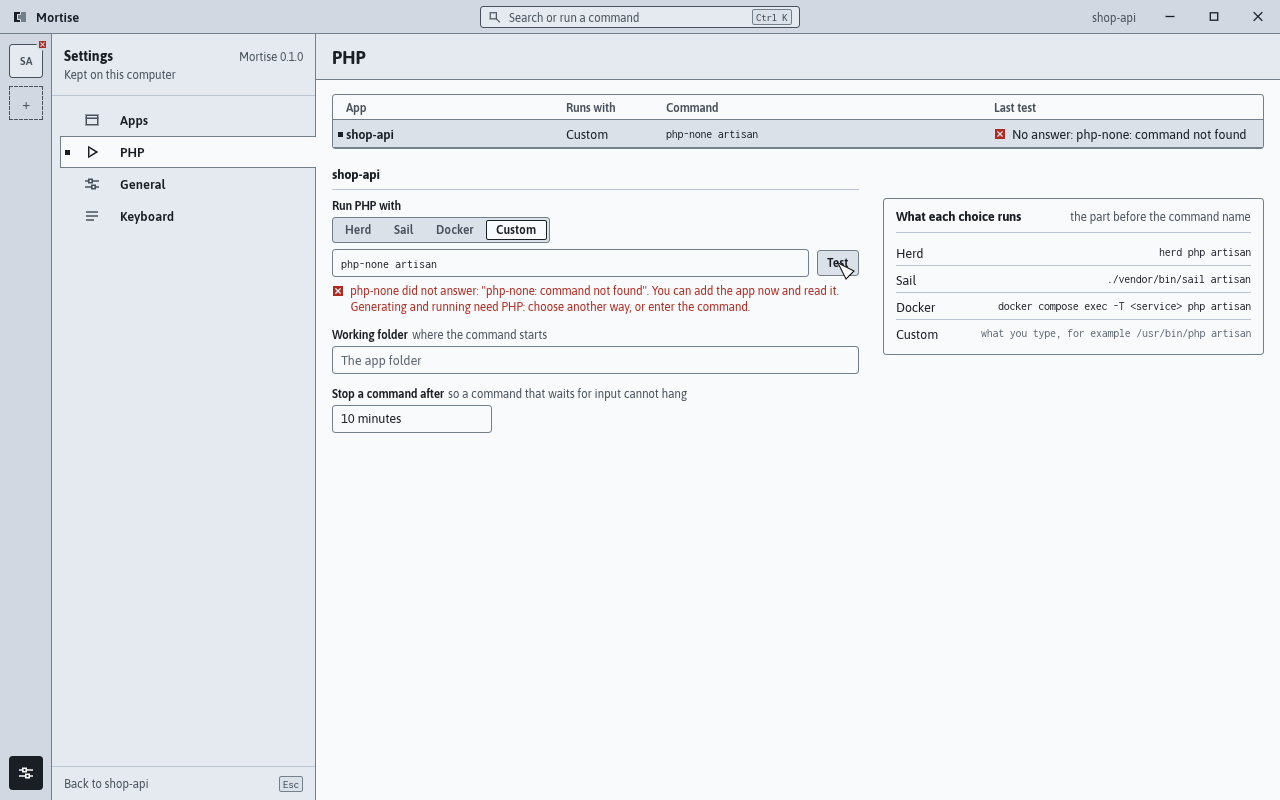 Mortise
Search or run a command
Ctrl K
shop-api
SA
+
Settings
Mortise 0.1.0
Kept on this computer
Apps
PHP
General
Keyboard
Back to shop-api
Esc
PHP
App Runs with Command Last test
shop-api Custom php-none artisan No answer: php-none: command not found
shop-api
Run PHP with
Herd Sail Docker Custom
php-none artisan
Test
php-none did not answer: "php-none: command not found". You can add the app now and read it.
Generating and running need PHP: choose another way, or enter the command.
Working folder where the command starts
The app folder
Stop a command after so a command that waits for input cannot hang
10 minutes
What each choice runs the part before the command name
Herd herd php artisan
Sail ./vendor/bin/sail artisan
Docker docker compose exec -T <service> php artisan
Custom what you type, for example /usr/bin/php artisan